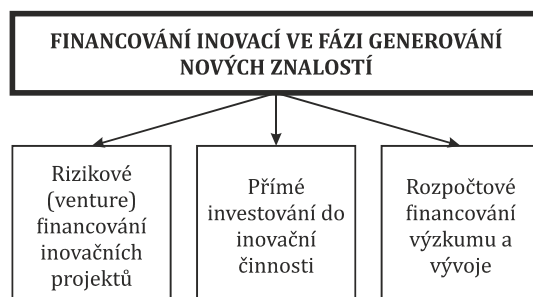 FINANCOVÁNÍ INOVACÍ VE FÁZI GENEROVÁNÍ
NOVÝCH ZNALOSTÍ
Rizikové
(venture)
financování
inovačních
projektů
Přímé
investování do
inovační
činnosti
Rozpočtové
financování
výzkumu a
vývoje